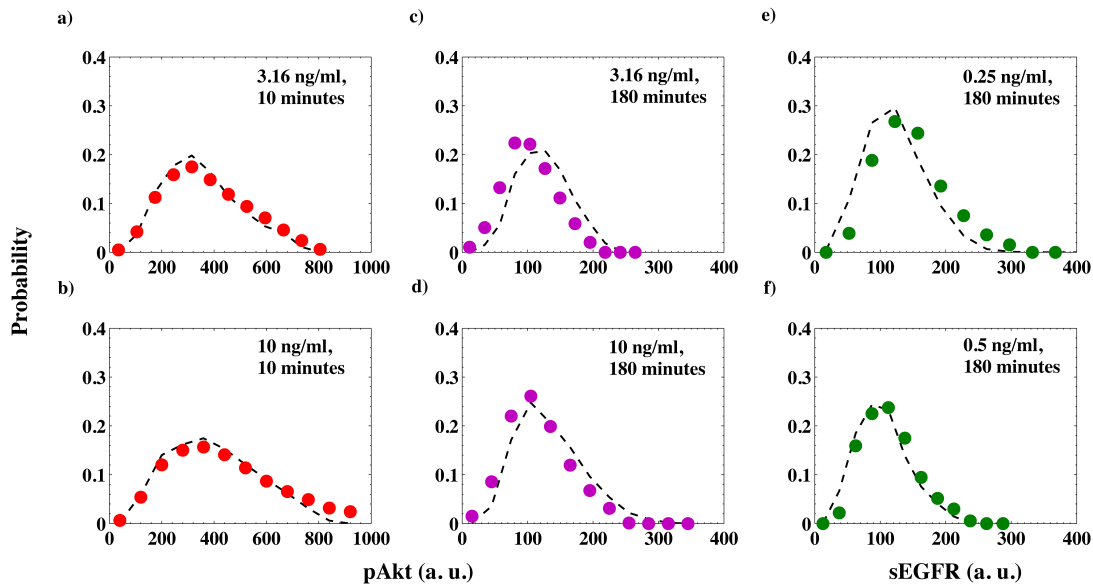 a)
c)
e)
0.4
0.3
0.2
0.1
0
3.16 ng/ml,
10 minutes
0 200 400 600 800 1000
0.4
0.3
0.2
0.1
0
3.16 ng/ml,
180 minutes
0 100 200 300 400
0.4
0.3
0.2
0.1
0
0.25 ng/ml,
180 minutes
0 100 200 300 400
Probability
b)
d)
f)
0.4
0.3
0.2
0.1
0
10 ng/ml,
10 minutes
0 200 400 600 800 1000
0.4
0.3
0.2
0.1
0
10 ng/ml,
180 minutes
0 100 200 300 400
0.4
0.3
0.2
0.1
0
0.5 ng/ml,
180 minutes
0 100 200 300 400
pAkt (a. u.)
sEGFR (a. u.)